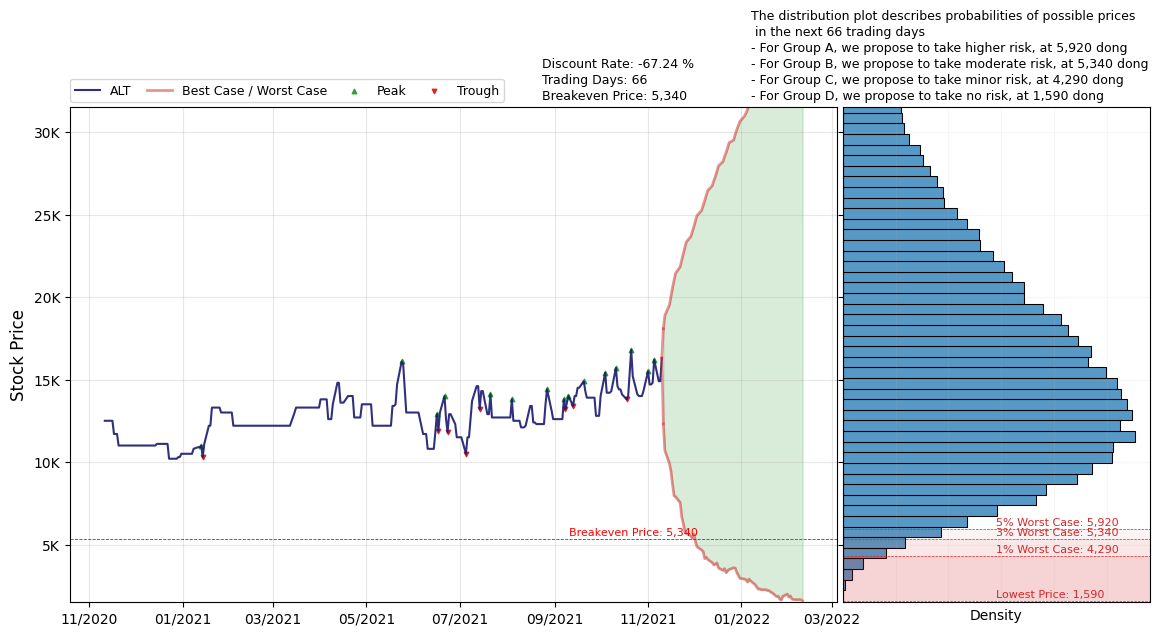 The distribution plot describes probabilities of possible prices
in the next 66 trading days
- For Group A, we propose to take higher risk, at 5,920 dong
- For Group B, we propose to take moderate risk, at 5,340 dong
- For Group C, we propose to take minor risk, at 4,290 dong
- For Group D, we propose to take no risk, at 1,590 dong
Discount Rate: -67.24 %
Trading Days: 66
Breakeven Price: 5,340
ALT
Best Case / Worst Case
Peak
Trough
Stock Price
30K
25K
20K
15K
10K
5K
Breakeven Price: 5,340
11/2020
01/2021
03/2021
05/2021
07/2021
09/2021
11/2021
01/2022
03/2022
5% Worst Case: 5,920
3% Worst Case: 5,340
1% Worst Case: 4,290
Lowest Price: 1,590
Density